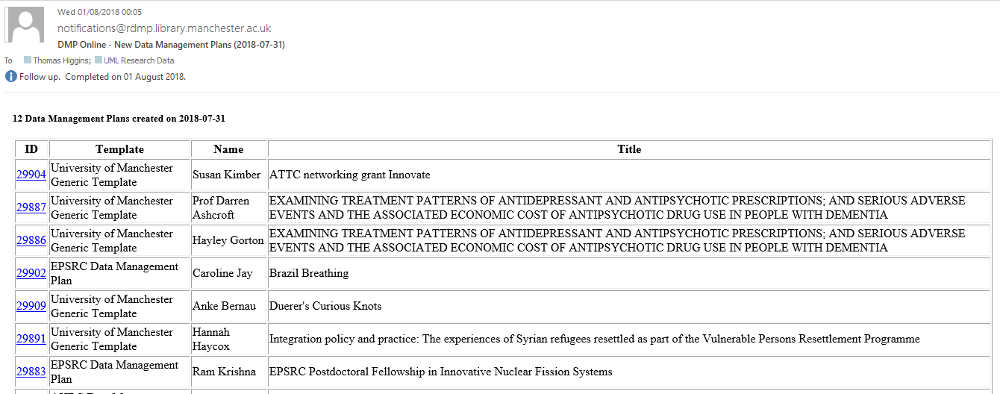 Wed 01/08/2018 00:05
notifications@rdmp.library.manchester.ac.uk
DMP Online - New Data Management Plans (2018-07-31)
To Thomas Higgins; UML Research Data
Follow up. Completed on 01 August 2018.
12 Data Management Plans created on 2018-07-31
ID Template Name Title
29904 University of Manchester Generic Template Susan Kimber ATTC networking grant Innovate
29887 University of Manchester Generic Template Prof Darren Ashcroft EXAMINING TREATMENT PATTERNS OF ANTIDEPRESSANT AND ANTIPSYCHOTIC PRESCRIPTIONS; AND SERIOUS ADVERSE EVENTS AND THE ASSOCIATED ECONOMIC COST OF ANTIPSYCHOTIC DRUG USE IN PEOPLE WITH DEMENTIA
29886 University of Manchester Generic Template Hayley Gorton EXAMINING TREATMENT PATTERNS OF ANTIDEPRESSANT AND ANTIPSYCHOTIC PRESCRIPTIONS; AND SERIOUS ADVERSE EVENTS AND THE ASSOCIATED ECONOMIC COST OF ANTIPSYCHOTIC DRUG USE IN PEOPLE WITH DEMENTIA
29902 EPSRC Data Management Plan Caroline Jay Brazil Breathing
29909 University of Manchester Generic Template Anke Bernau Duerer's Curious Knots
29891 University of Manchester Generic Template Hannah Haycox Integration policy and practice: The experiences of Syrian refugees resettled as part of the Vulnerable Persons Resettlement Programme
29883 EPSRC Data Management Plan Ram Krishna EPSRC Postdoctoral Fellowship in Innovative Nuclear Fission Systems